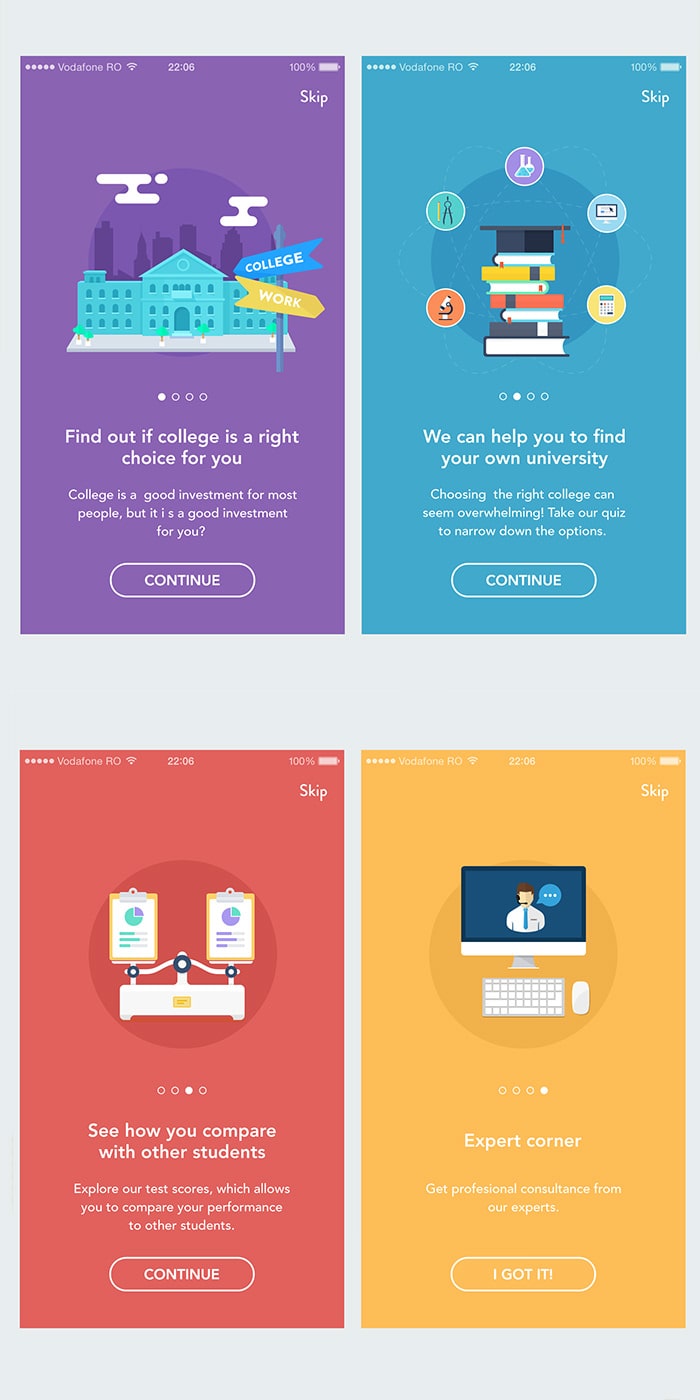 Vodafone RO 22:06 100%
Skip
COLLEGE
WORK
Find out if college is a right
choice for you
College is a  good investment for most
people, but it i s a good investment
for you?
CONTINUE
Vodafone RO 22:06 100%
Skip
We can help you to find
your own university
Choosing  the right college can
seem overwhelming! Take our quiz
to narrow down the options.
CONTINUE
Vodafone RO 22:06 100%
Skip
See how you compare
with other students
Explore our test scores, which allows
you to compare your performance
to other students.
CONTINUE
Vodafone RO 22:06 100%
Skip
Expert corner
Get profesional consultance from
our experts.
I GOT IT!